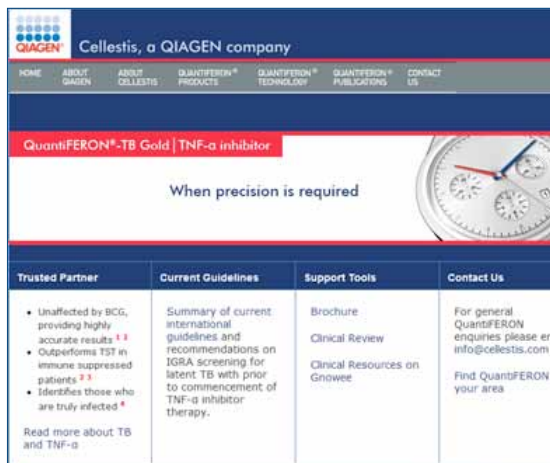 QIAGEN®
Cellestis, a QIAGEN company
HOME
ABOUT
QIAGEN
ABOUT
CELLESTIS
QUANTIFERON®
PRODUCTS
QUANTIFERON®
TECHNOLOGY
QUANTIFERON®
PUBLICATIONS
CONTACT
US
QuantiFERON®-TB Gold | TNF-α inhibitor
When precision is required
Trusted Partner
• Unaffected by BCG,
providing highly
accurate results
• Outperforms TST in
immune suppressed
patients
• Identifies those who
are truly infected
Read more about TB
and TNF-α
Current Guidelines
Summary of current
international
guidelines and
recommendations on
IGRA screening for
latent TB with prior
to commencement of
TNF-α inhibitor
therapy.
Support Tools
Brochure
Clinical Review
Clinical Resources on
Gnowee
Contact Us
For general
QuantiFERON
enquiries please em
info@cellestis.com
Find QuantiFERON
your area